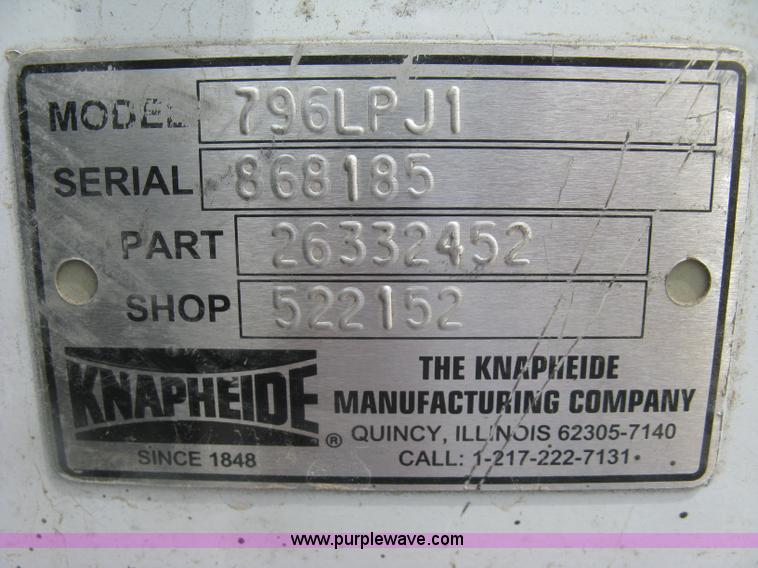 MODEL 796LPJ1
SERIAL 868185
PART 26332452
SHOP 522152
KNAPHEIDE ®
SINCE 1848
THE KNAPHEIDE
MANUFACTURING COMPANY
QUINCY, ILLINOIS 62305-7140
CALL: 1-217-222-7131
www.purplewave.com